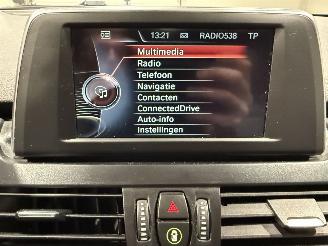 13:21 RADIO538 TP
Multimedia
Radio
Telefoon
Navigatie
Contacten
ConnectedDrive
Auto-info
Instellingen